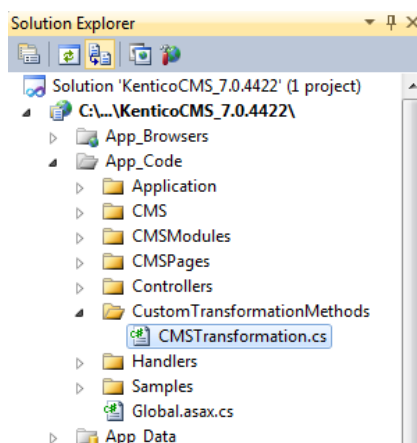 Solution Explorer
Solution 'KenticoCMS_7.0.4422' (1 project)
C:\...\KenticoCMS_7.0.4422\
App_Browsers
App_Code
Application
CMS
CMSModules
CMSPages
Controllers
CustomTransformationMethods
CMSTransformation.cs
Handlers
Samples
Global.asax.cs
App_Data